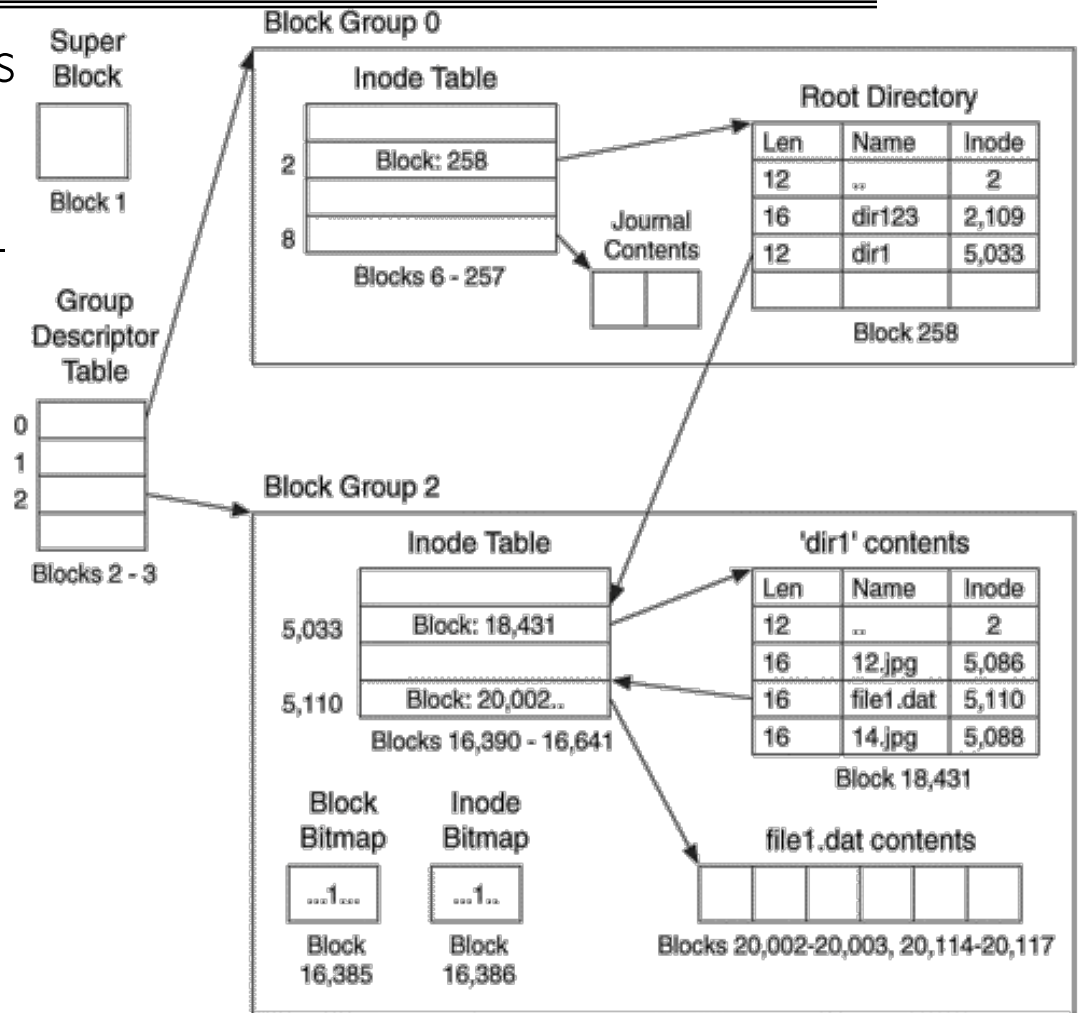 S
Super
Block
Block 1
Group
Descriptor
Table
0
1
2
Blocks 2 - 3
Block Group 0
Inode Table
2 Block: 258
8
Blocks 6 - 257
Journal
Contents
Root Directory
Len Name Inode
12 .. 2
16 dir123 2,109
12 dir1 5,033
Block 258
Block Group 2
Inode Table
5,033 Block: 18,431
5,110 Block: 20,002..
Blocks 16,390 - 16,641
'dir1' contents
Len Name Inode
12 .. 2
16 12.jpg 5,086
16 file1.dat 5,110
16 14.jpg 5,088
Block 18,431
Block
Bitmap
...1...
Block
16,385
Inode
Bitmap
...1..
Block
16,386
file1.dat contents
Blocks 20,002-20,003, 20,114-20,117